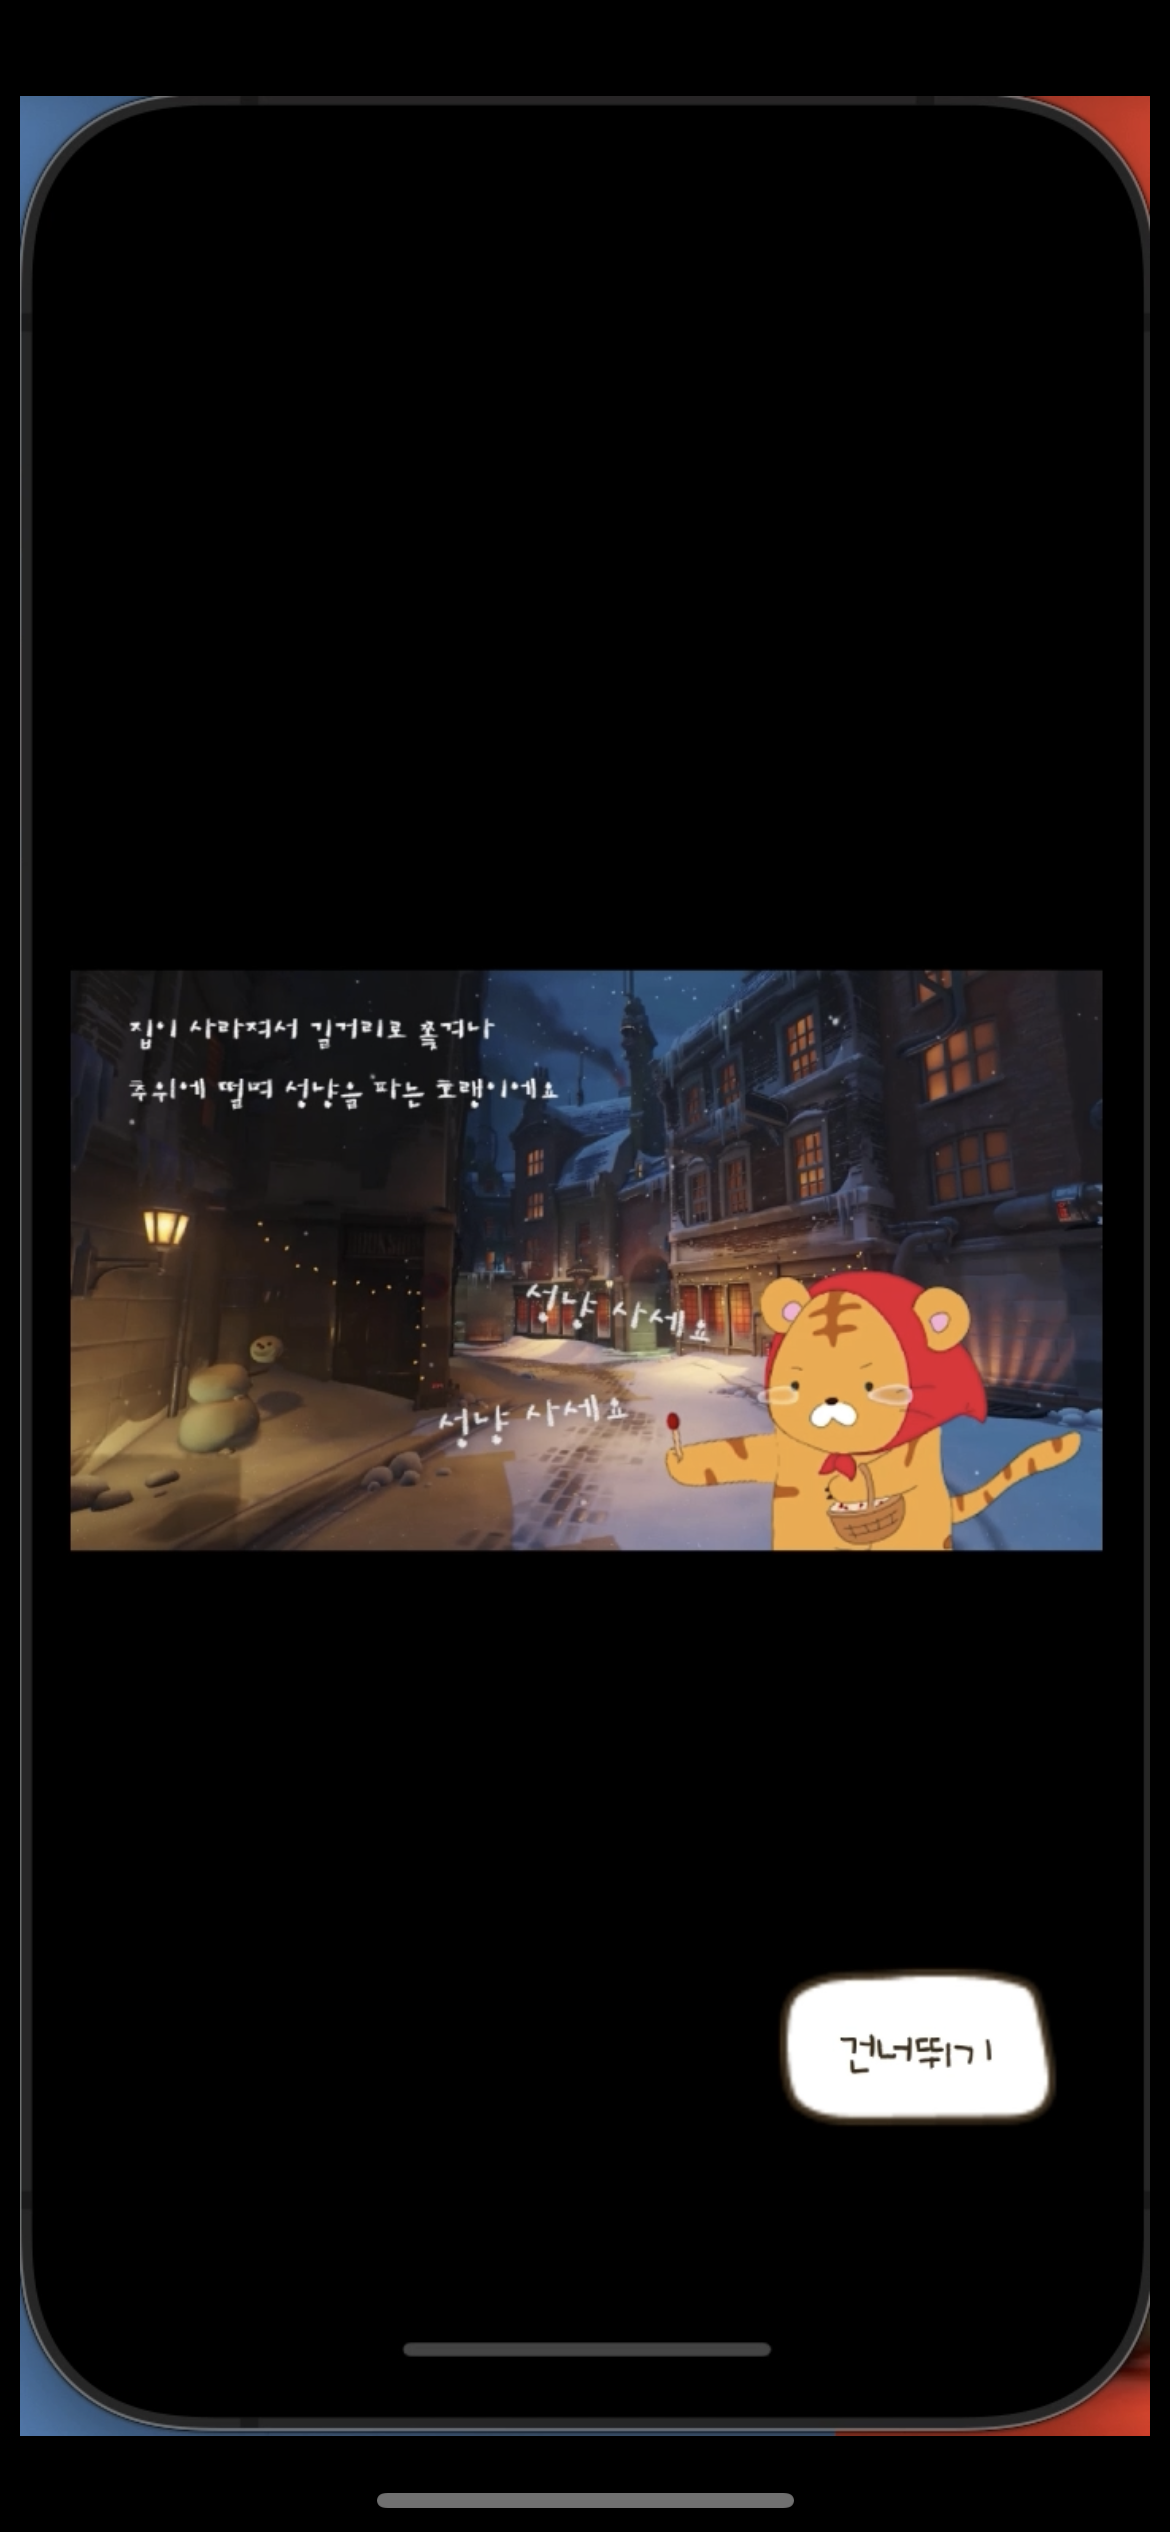 집이 사라져서 길거리로 쫓겨나
추위에 떨며 성냥을 파는 호랭이에요
성냥 사세요
성냥 사세요
건너뛰기